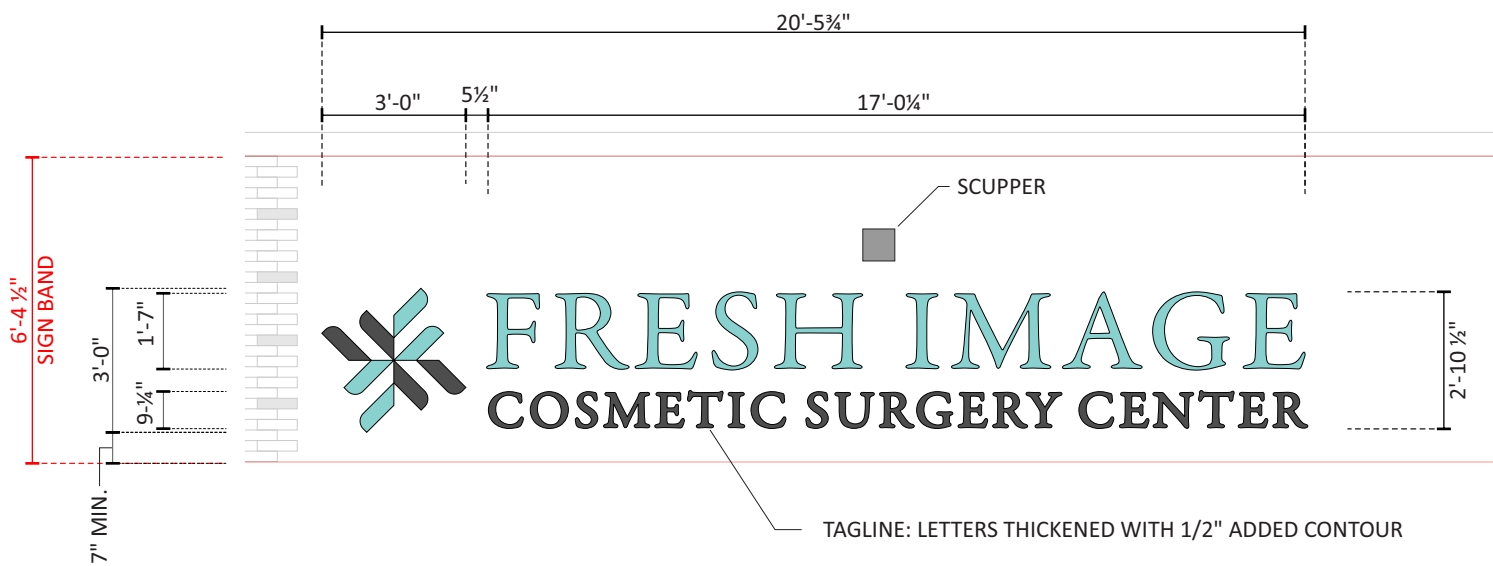 20'-5¾"
3'-0"
5½"
17'-0¼"
SCUPPER
6'-4 ½"
SIGN BAND
3'-0"
1'-7"
9-¼"
7" MIN.
FRESH IMAGE
COSMETIC SURGERY CENTER
2'-10 ½"
TAGLINE: LETTERS THICKENED WITH 1/2" ADDED CONTOUR